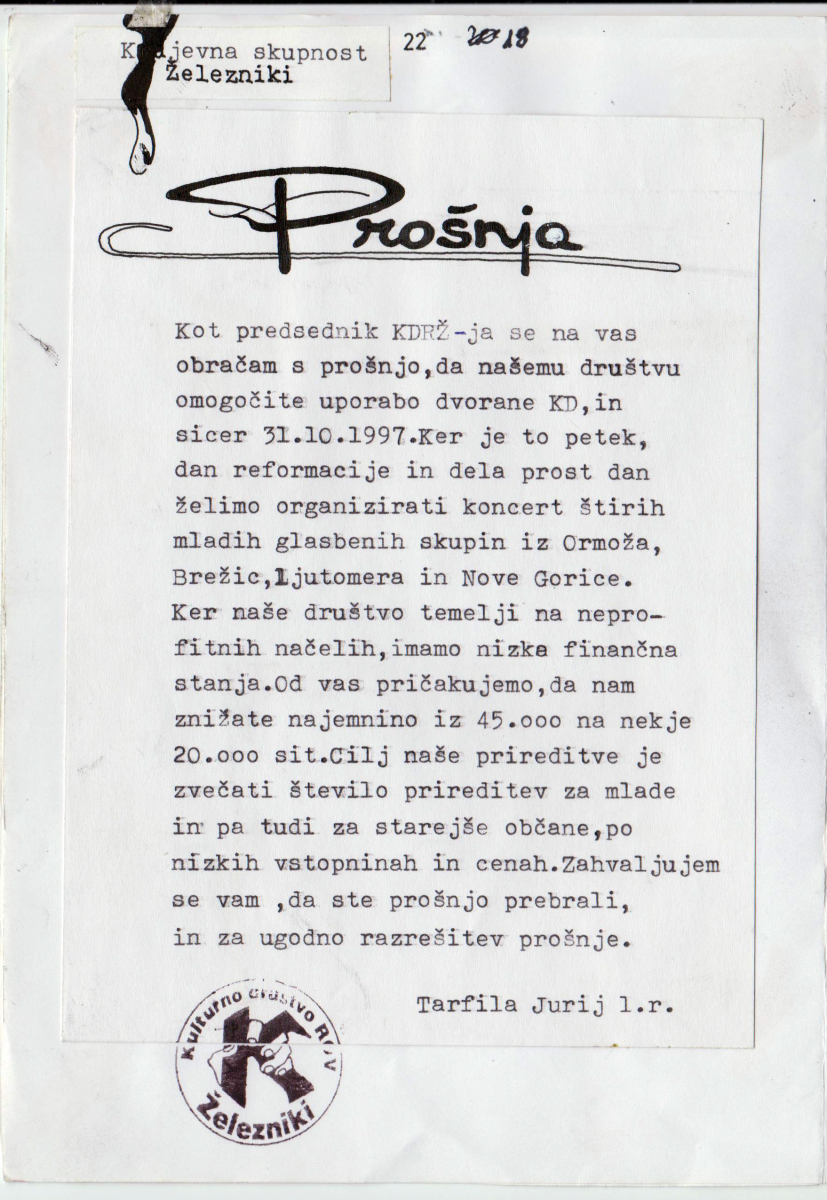 Krajevna skupnost
Železniki
22 2018
Prošnja
Kot predsednik KDRŽ-ja se na vas
obračam s prošnjo,da našemu društvu
omogočite uporabo dvorane KD,in
sicer 31.10.1997.Ker je to petek,
dan reformacije in dela prost dan
želimo organizirati koncert štirih
mladih glasbenih skupin iz Ormoža,
Brežic,Ljutomera in Nove Gorice.
Ker naše društvo temelji na nepro-
fitnih načelih,imamo nizka finančna
stanja.Od vas pričakujemo,da nam
znižate najemnino iz 45.ooo na nekje
20.ooo sit.Cilj naše prireditve je
zvečati število prireditev za mlade
in pa tudi za starejše občane,po
nizkih vstopninah in cenah.Zahvaljujem
se vam ,da ste prošnjo prebrali,
in za ugodno razrešitev prošnje.
Tarfila Jurij l.r.
Kulturno društvo ROV
Železniki